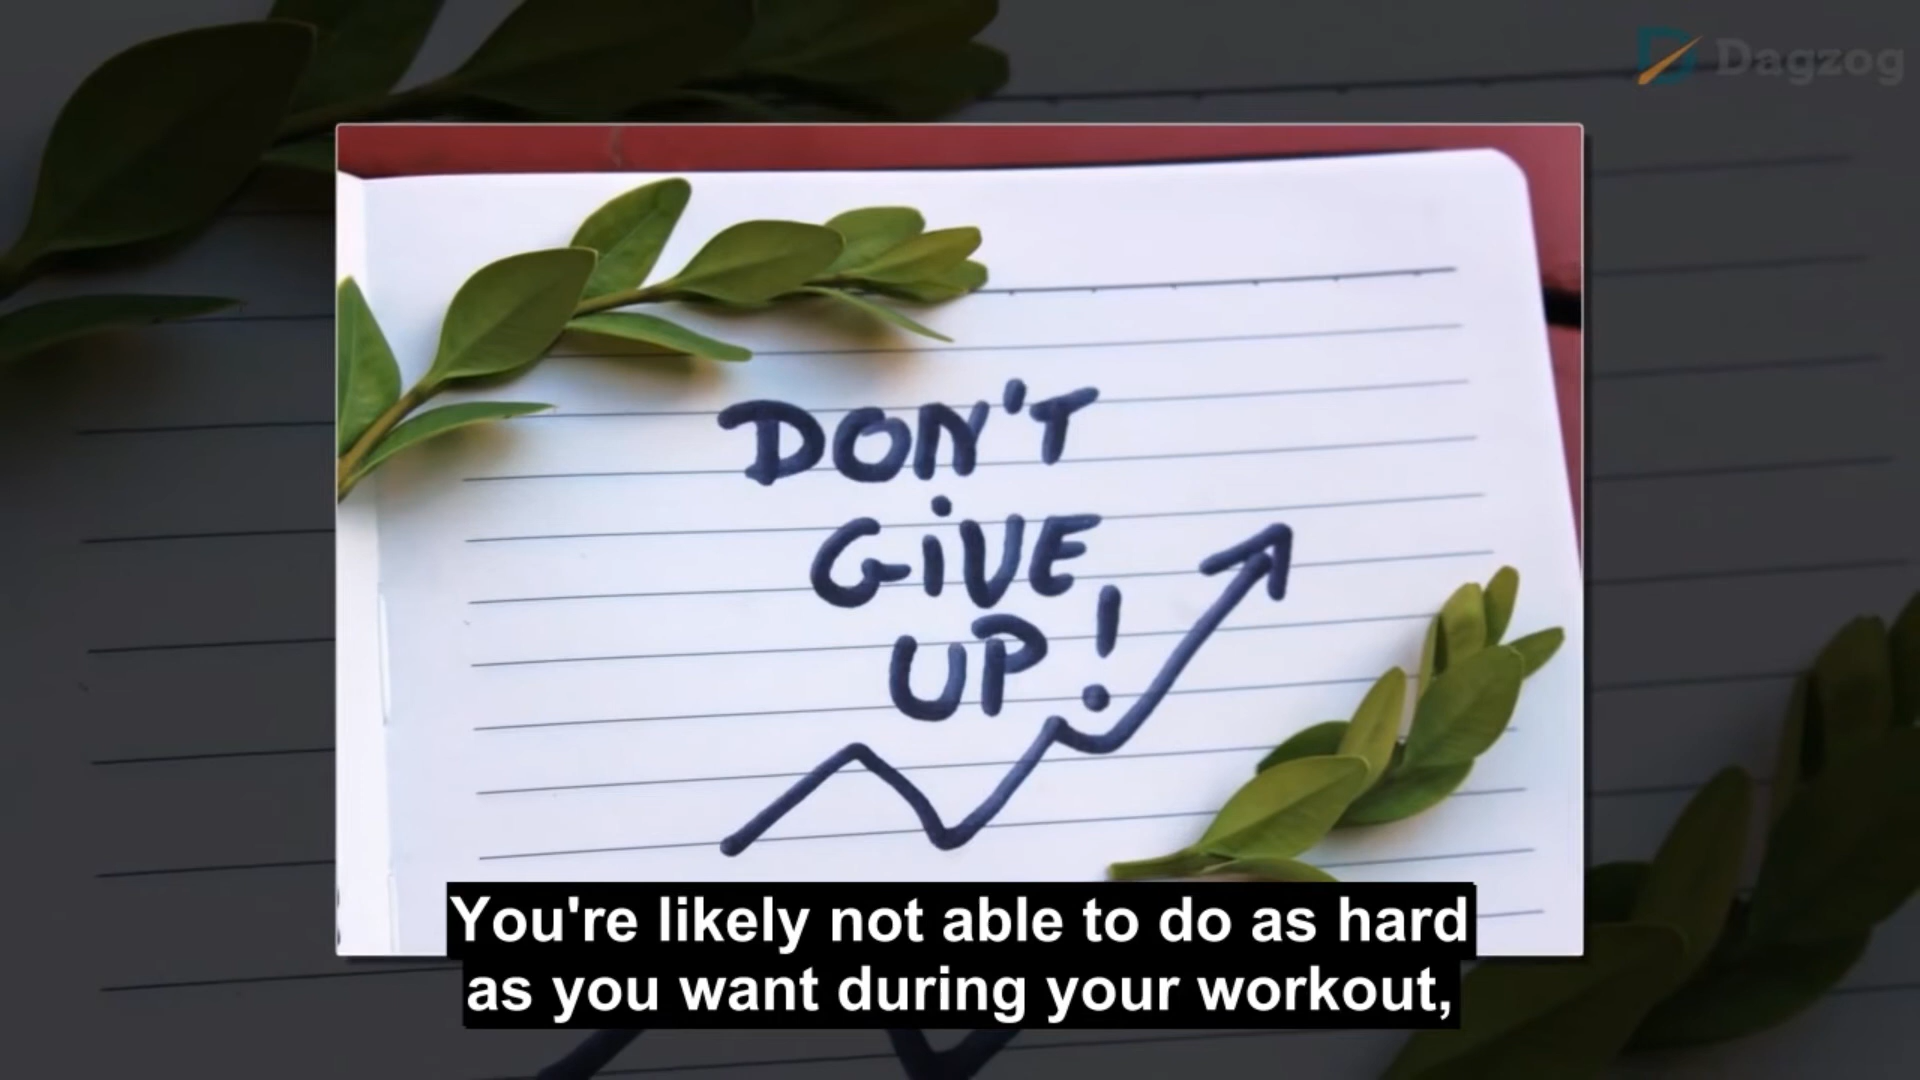 Dagzog
DON'T
GiVE
UP!
You're likely not able to do as hard
as you want during your workout,